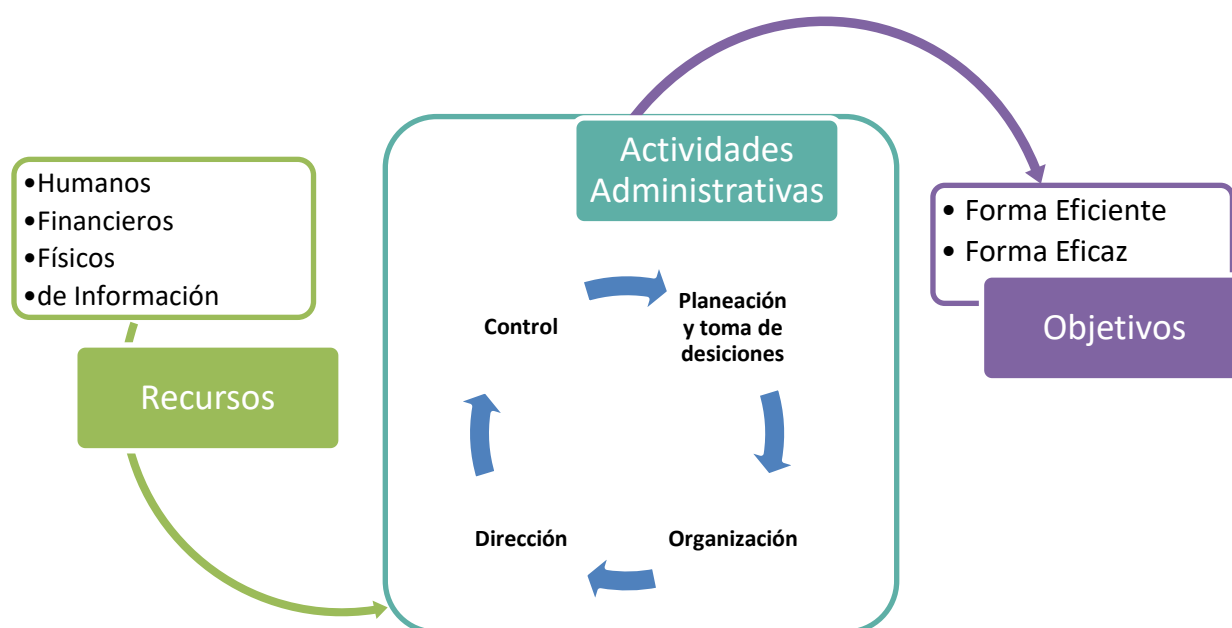 •Humanos
•Financieros
•Físicos
•de Información
Recursos
Actividades
Administrativas
Control
Planeación
y toma de
desiciones
Dirección
Organización
• Forma Eficiente
• Forma Eficaz
Objetivos